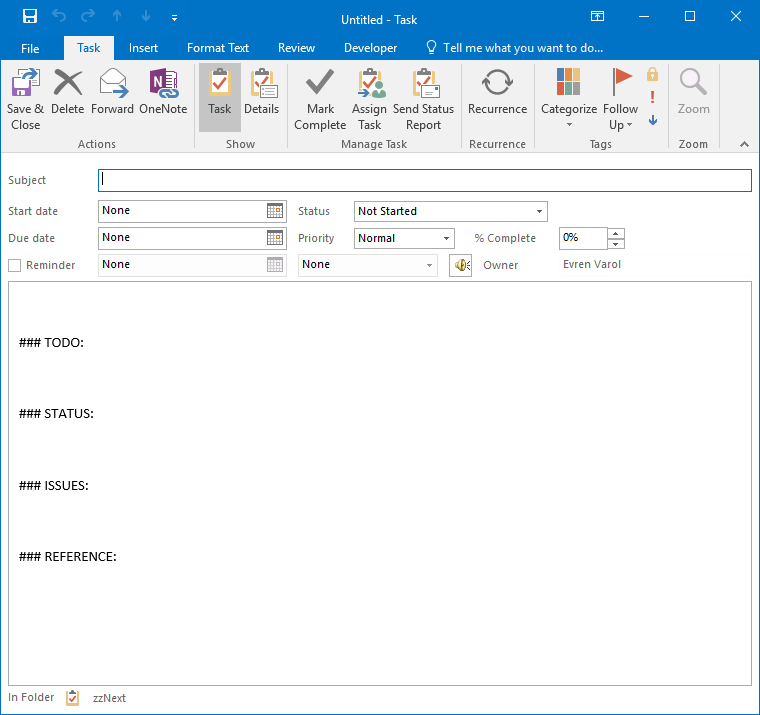 Untitled - Task
File Task Insert Format Text Review Developer Tell me what you want to do...
Save & Close Delete Forward OneNote Task Details Mark Complete Assign Task Send Status Report Recurrence Categorize Follow Up Zoom
Actions Show Manage Task Recurrence Tags Zoom
Subject
Start date None Status Not Started
Due date None Priority Normal % Complete 0%
Reminder None None Owner Evren Varol
### TODO:
### STATUS:
### ISSUES:
### REFERENCE:
In Folder zzNext